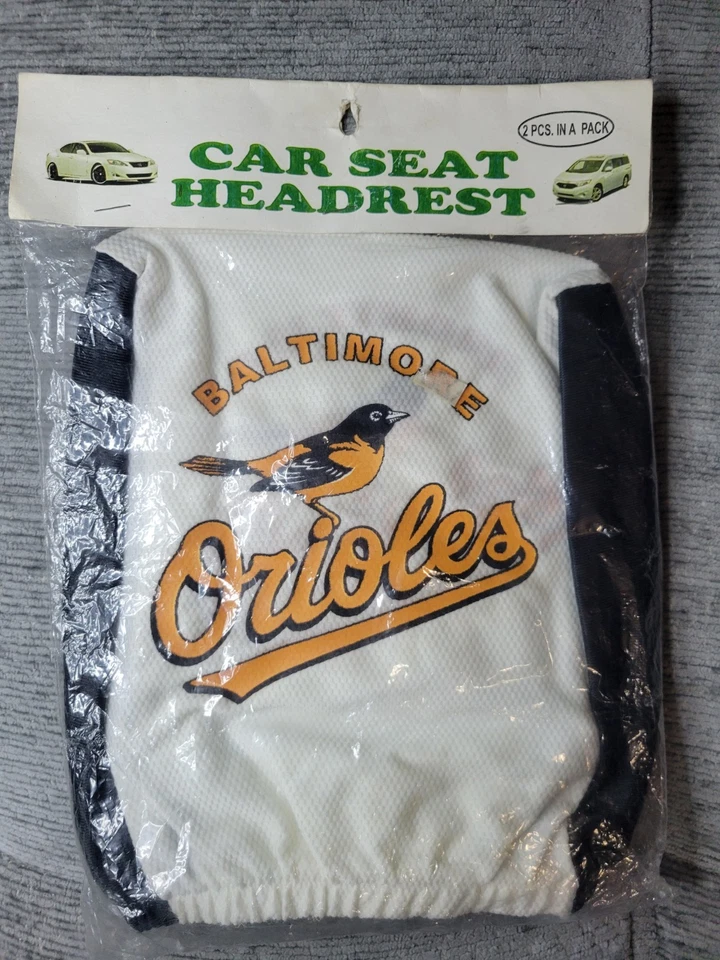 2 PCS. IN A PACK
CAR SEAT
HEADREST
BALTIMORE
Orioles